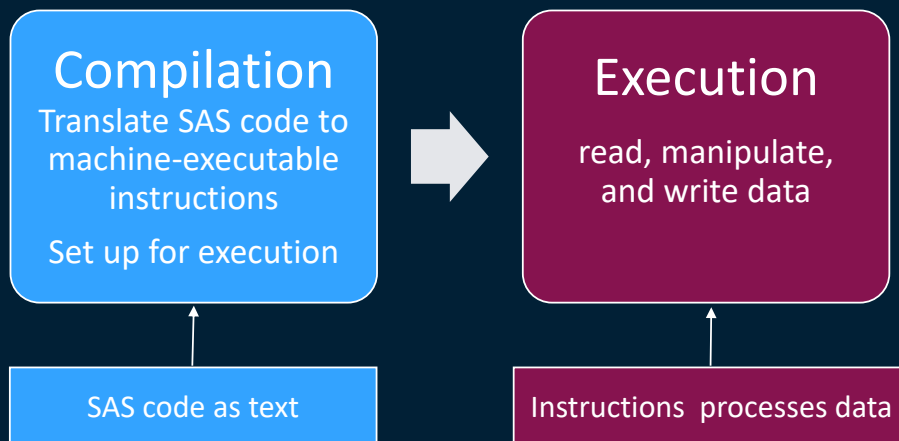 Compilation
Translate SAS code to
machine-executable
instructions
Set up for execution
SAS code as text
Execution
read, manipulate,
and write data
Instructions  processes data